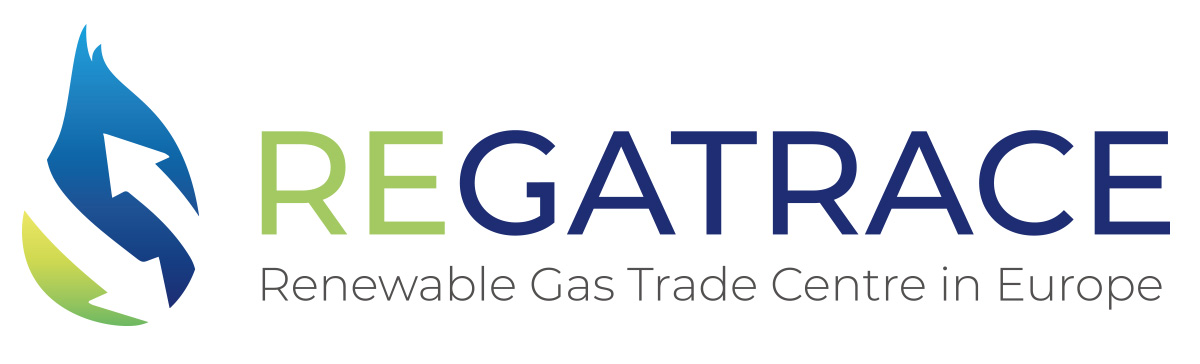 REGATRACE
Renewable Gas Trade Centre in Europe